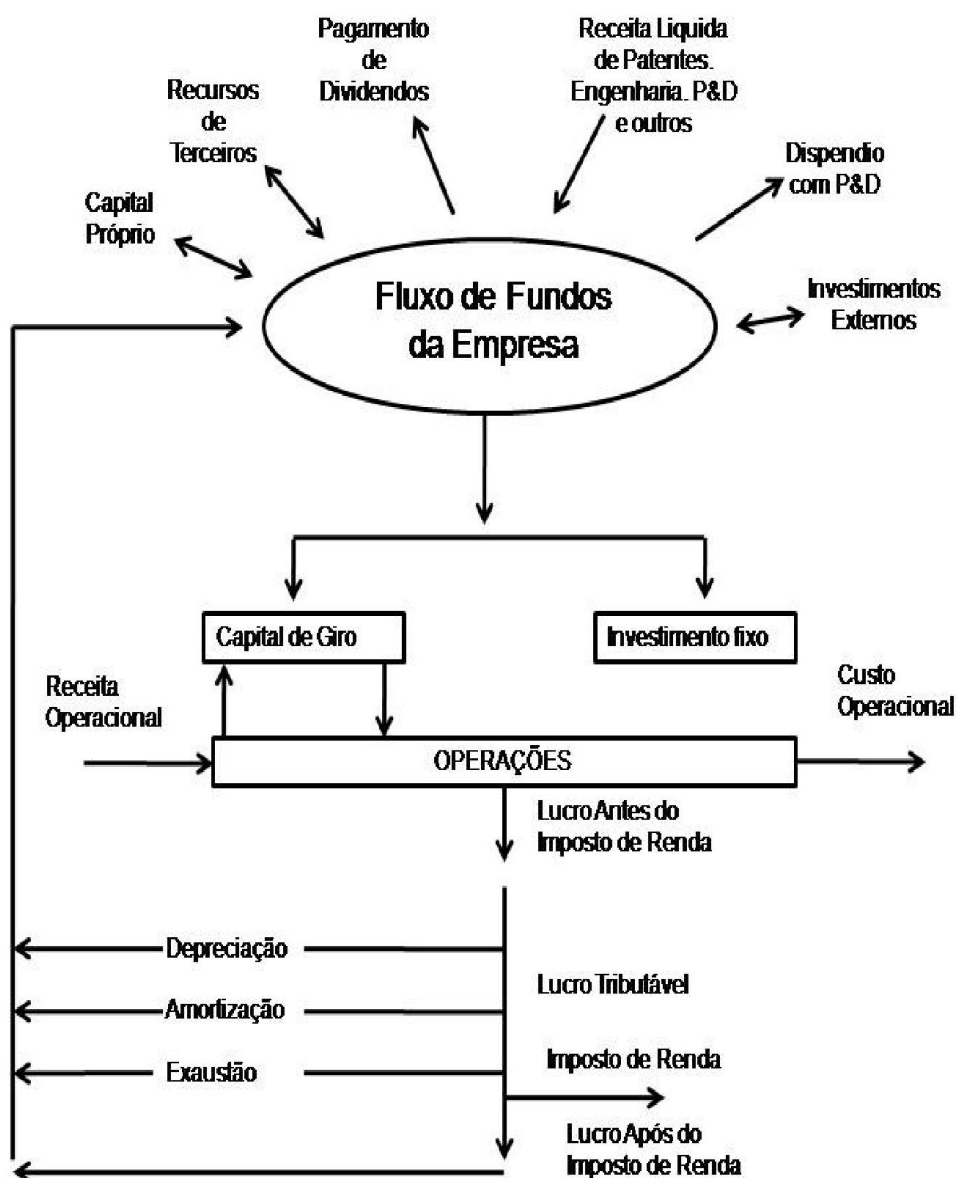 Pagamento
de
Dividendos
Receita Liquida
de Patentes.
Engenharia. P&D
e outros
Recursos
de
Terceiros
Dispendio
com P&D
Capital
Próprio
Fluxo de Fundos
da Empresa
Investimentos
Externos
Capital de Giro
Investimento fixo
Receita
Operacional
Custo
Operacional
OPERAÇÕES
Lucro Antes do
Imposto de Renda
Depreciação
Lucro Tributável
Amortização
Imposto de Renda
Exaustão
Lucro Após do
Imposto de Renda